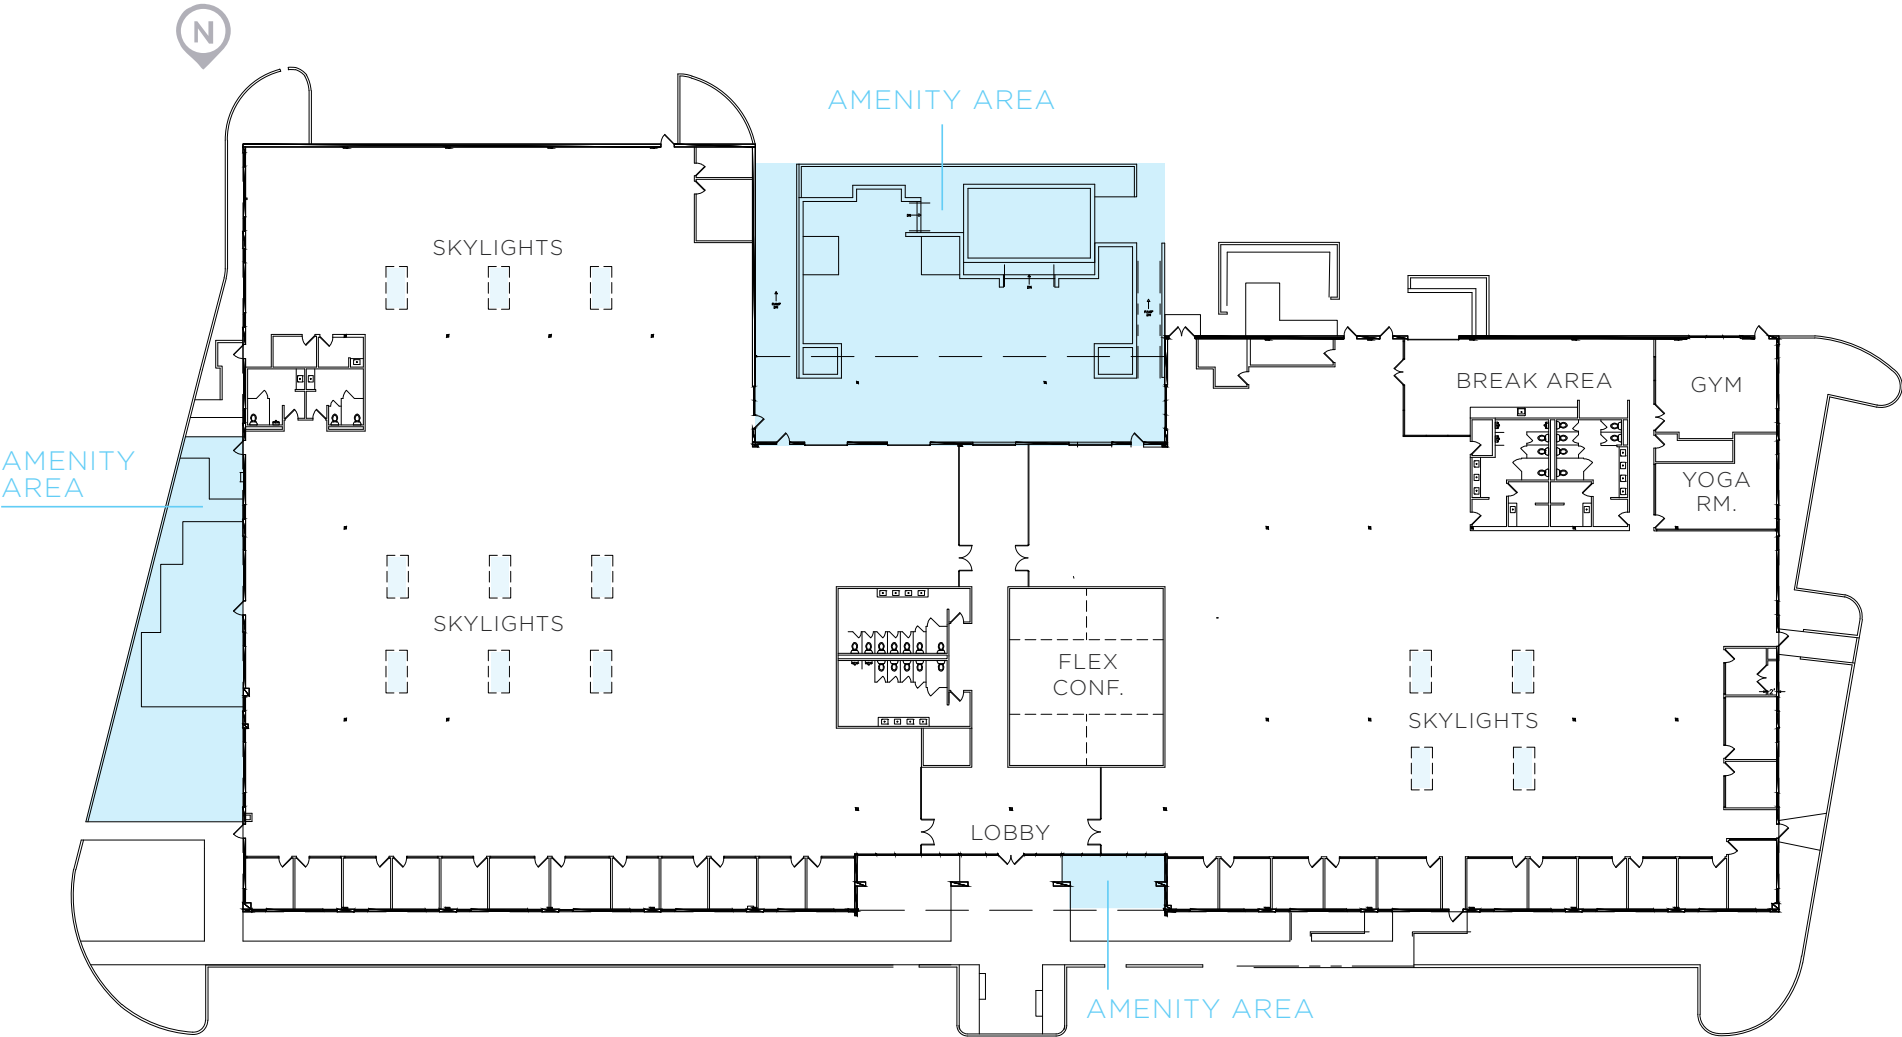 N
AMENITY AREA
SKYLIGHTS
BREAK AREA
GYM
AMENITY
AREA
YOGA
RM.
SKYLIGHTS
FLEX
CONF.
SKYLIGHTS
LOBBY
AMENITY AREA